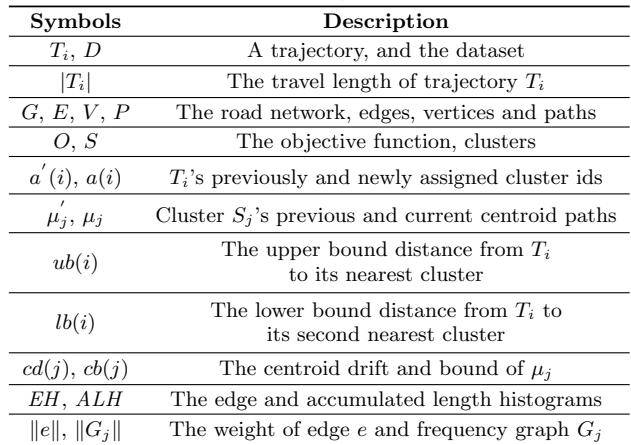 Symbols Description
T_i, D A trajectory, and the dataset
|T_i| The travel length of trajectory T_i
G, E, V, P The road network, edges, vertices and paths
O, S The objective function, clusters
a′(i), a(i) T_i's previously and newly assigned cluster ids
μ′_j, μ_j Cluster S_j's previous and current centroid paths
ub(i) The upper bound distance from T_i
to its nearest cluster
lb(i) The lower bound distance from T_i to
its second nearest cluster
cd(j), cb(j) The centroid drift and bound of μ_j
EH, ALH The edge and accumulated length histograms
‖e‖, ‖G_j‖ The weight of edge e and frequency graph G_j